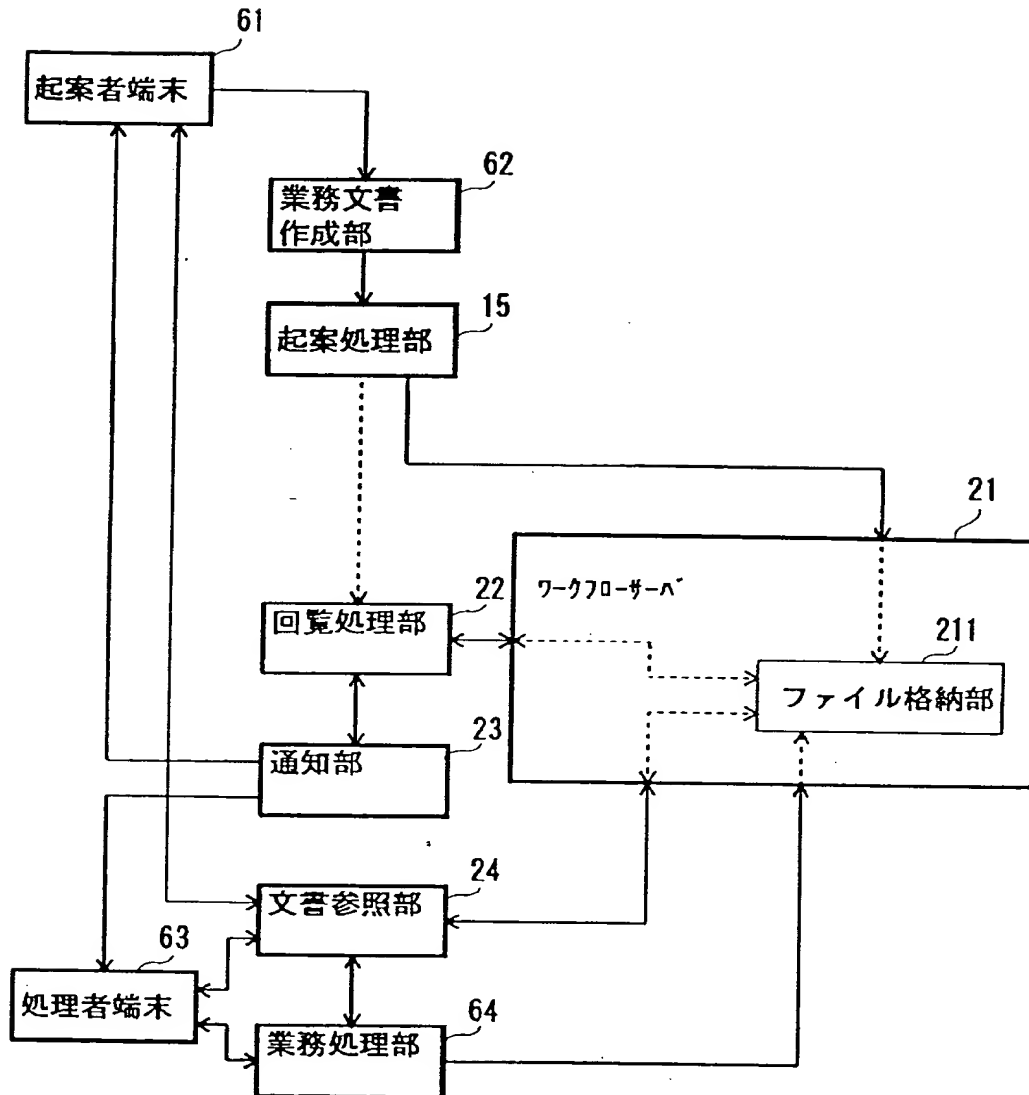 61
起案者端末
62
業務文書
作成部
15
起案処理部
21
ワークフローサーバ
22
回覧処理部
211
ファイル格納部
23
通知部
24
文書参照部
63
処理者端末
64
業務処理部